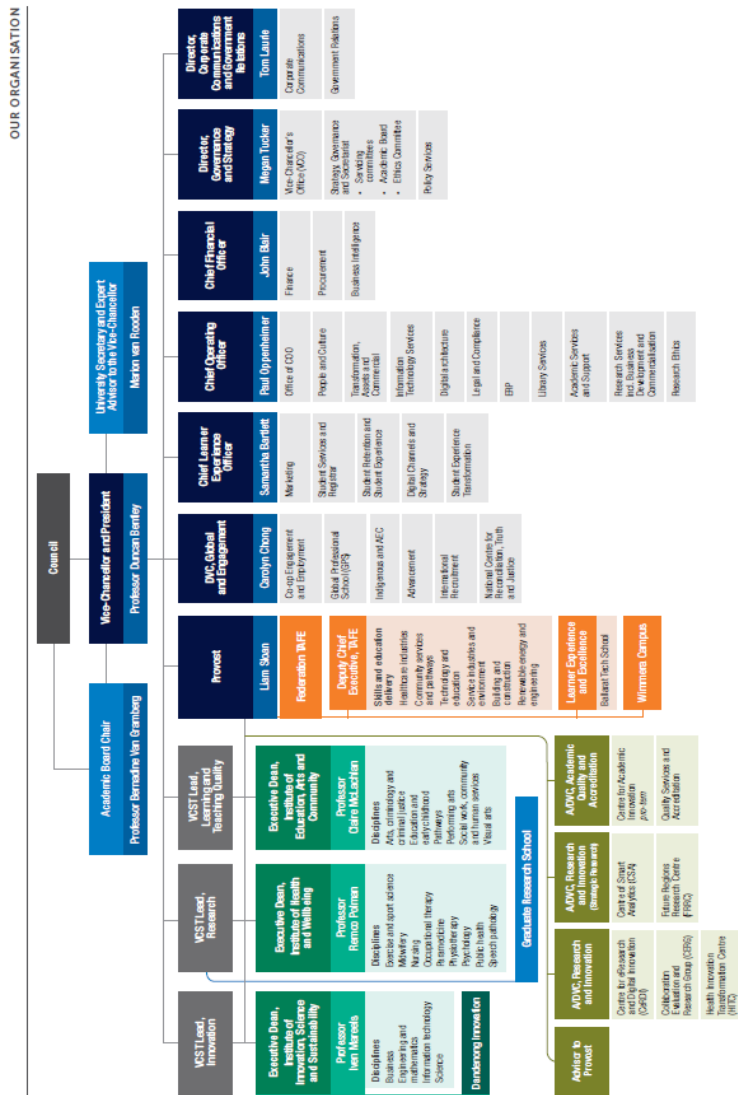 OUR ORGANISATION
Council
Academic Board Chair
Professor Bernadine Van Gramberg
Vice-Chancellor and President
Professor Duncan Bentley
University Secretary and Expert
Advisor to the Vice-Chancellor
Marion van Rooden
VCST Lead,
Innovation
Executive Dean,
Institute of
Innovation, Science
and Sustainability
Professor
Iven Mareels
Disciplines
Business
Engineering and
mathematics
Information technology
Science
Dandenong Innovation
VCST Lead,
Research
Executive Dean,
Institute of Health
and Wellbeing
Professor
Remco Polman
Disciplines
Exercise and sport science
Midwifery
Nursing
Occupational therapy
Paramedicine
Physiotherapy
Psychology
Public health
Speech pathology
VCST Lead,
Learning and
Teaching Quality
Executive Dean,
Institute of
Education, Arts and
Community
Professor
Claire McLachlan
Disciplines
Arts, criminology and
criminal justice
Education and
early childhood
Pathways
Performing arts
Social work, community
and human services
Visual arts
Graduate Research School
Advisor to
Provost
A/DVC, Research
and Innovation
Centre for eResearch
and Digital Innovation
(CeRDI)
Collaboration
Evaluation and
Research Group (CERG)
Health Innovation
Transformation Centre
(HITC)
A/DVC, Research
and Innovation
(Strategic Research)
Centre of Smart
Analytics (CSA)
Future Regions
Research Centre
(FRRC)
A/DVC, Academic
Quality and
Accreditation
Centre for Academic
Innovation
pro-tem
Quality Services and
Accreditation
Provost
Liam Sloan
Federation TAFE
Deputy Chief
Executive, TAFE
Skills and education
delivery
Healthcare industries
Community services
and pathways
Technology and
education
Service industries and
environment
Building and
construction
Renewable energy and
engineering
Learner Experience
and Excellence
Ballarat Tech School
Wimmera Campus
DVC, Global
and Engagement
Carolyn Chong
Co-op Engagement
and Employment
Global Professional
School (GPS)
Indigenous and AEC
Advancement
International
Recruitment
National Centre for
Reconciliation, Truth
and Justice
Chief Learner
Experience
Officer
Samantha Bartlett
Marketing
Student Services and
Registrar
Student Retention and
Student Experience
Digital Channels and
Strategy
Student Experience
Transformation
Chief Operating
Officer
Paul Oppenheimer
Office of COO
People and Culture
Transformation,
Assets and
Commercial
Information
Technology Services
Digital architecture
Legal and Compliance
ERP
Library Services
Academic Services
and Support
Research Services
incl. Business
Development and
Commercialisation
Research Ethics
Chief Financial
Officer
John Blair
Finance
Procurement
Business Intelligence
Director,
Governance
and Strategy
Megan Tucker
Vice-Chancellor's
Office (VCO)
Strategy, Governance
and Secretariat
• Servicing
committees
• Academic Board
• Ethics Committee
Policy Services
Director,
Corporate
Communications
and Government
Relations
Tom Laurie
Corporate
Communications
Government Relations